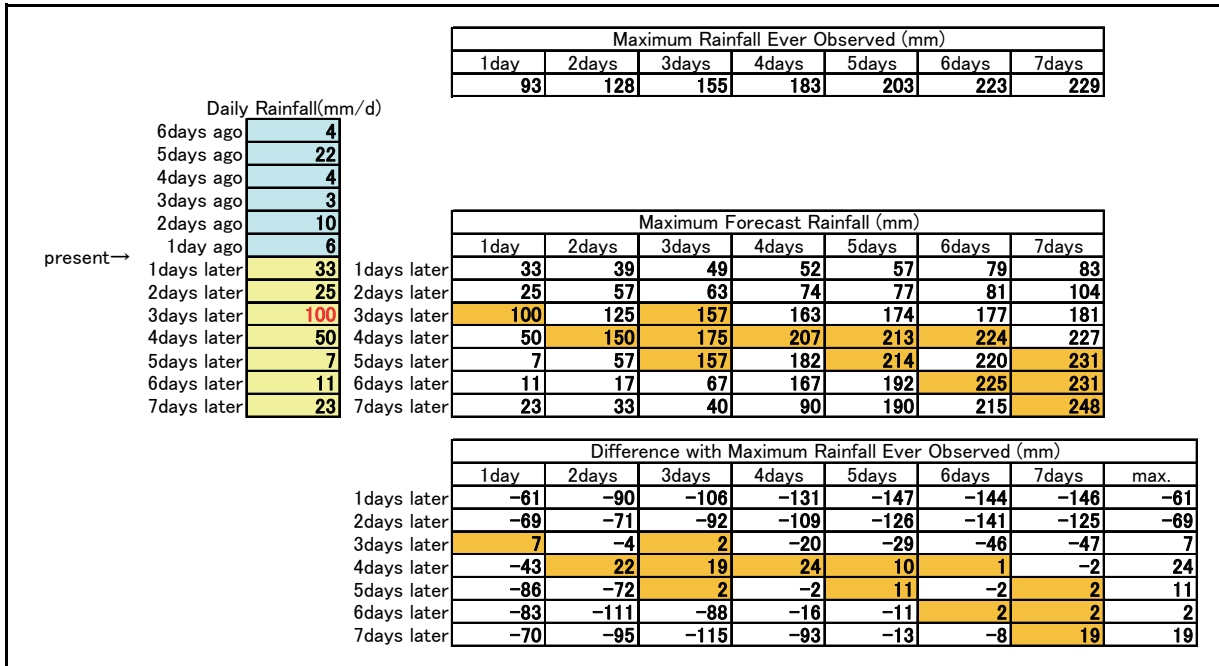 Maximum Rainfall Ever Observed (mm)
1day 2days 3days 4days 5days 6days 7days
93 128 155 183 203 223 229
Daily Rainfall(mm/d)
6days ago 4
5days ago 22
4days ago 4
3days ago 3
2days ago 10
1day ago 6
present→
1days later 33
2days later 25
3days later 100
4days later 50
5days later 7
6days later 11
7days later 23
Maximum Forecast Rainfall (mm)
1day 2days 3days 4days 5days 6days 7days
1days later 33 39 49 52 57 79 83
2days later 25 57 63 74 77 81 104
3days later 100 125 157 163 174 177 181
4days later 50 150 175 207 213 224 227
5days later 7 57 157 182 214 220 231
6days later 11 17 67 167 192 225 231
7days later 23 33 40 90 190 215 248
Difference with Maximum Rainfall Ever Observed (mm)
1day 2days 3days 4days 5days 6days 7days max.
1days later -61 -90 -106 -131 -147 -144 -146 -61
2days later -69 -71 -92 -109 -126 -141 -125 -69
3days later 7 -4 2 -20 -29 -46 -47 7
4days later -43 22 19 24 10 1 -2 24
5days later -86 -72 2 -2 11 -2 2 11
6days later -83 -111 -88 -16 -11 2 2 2
7days later -70 -95 -115 -93 -13 -8 19 19